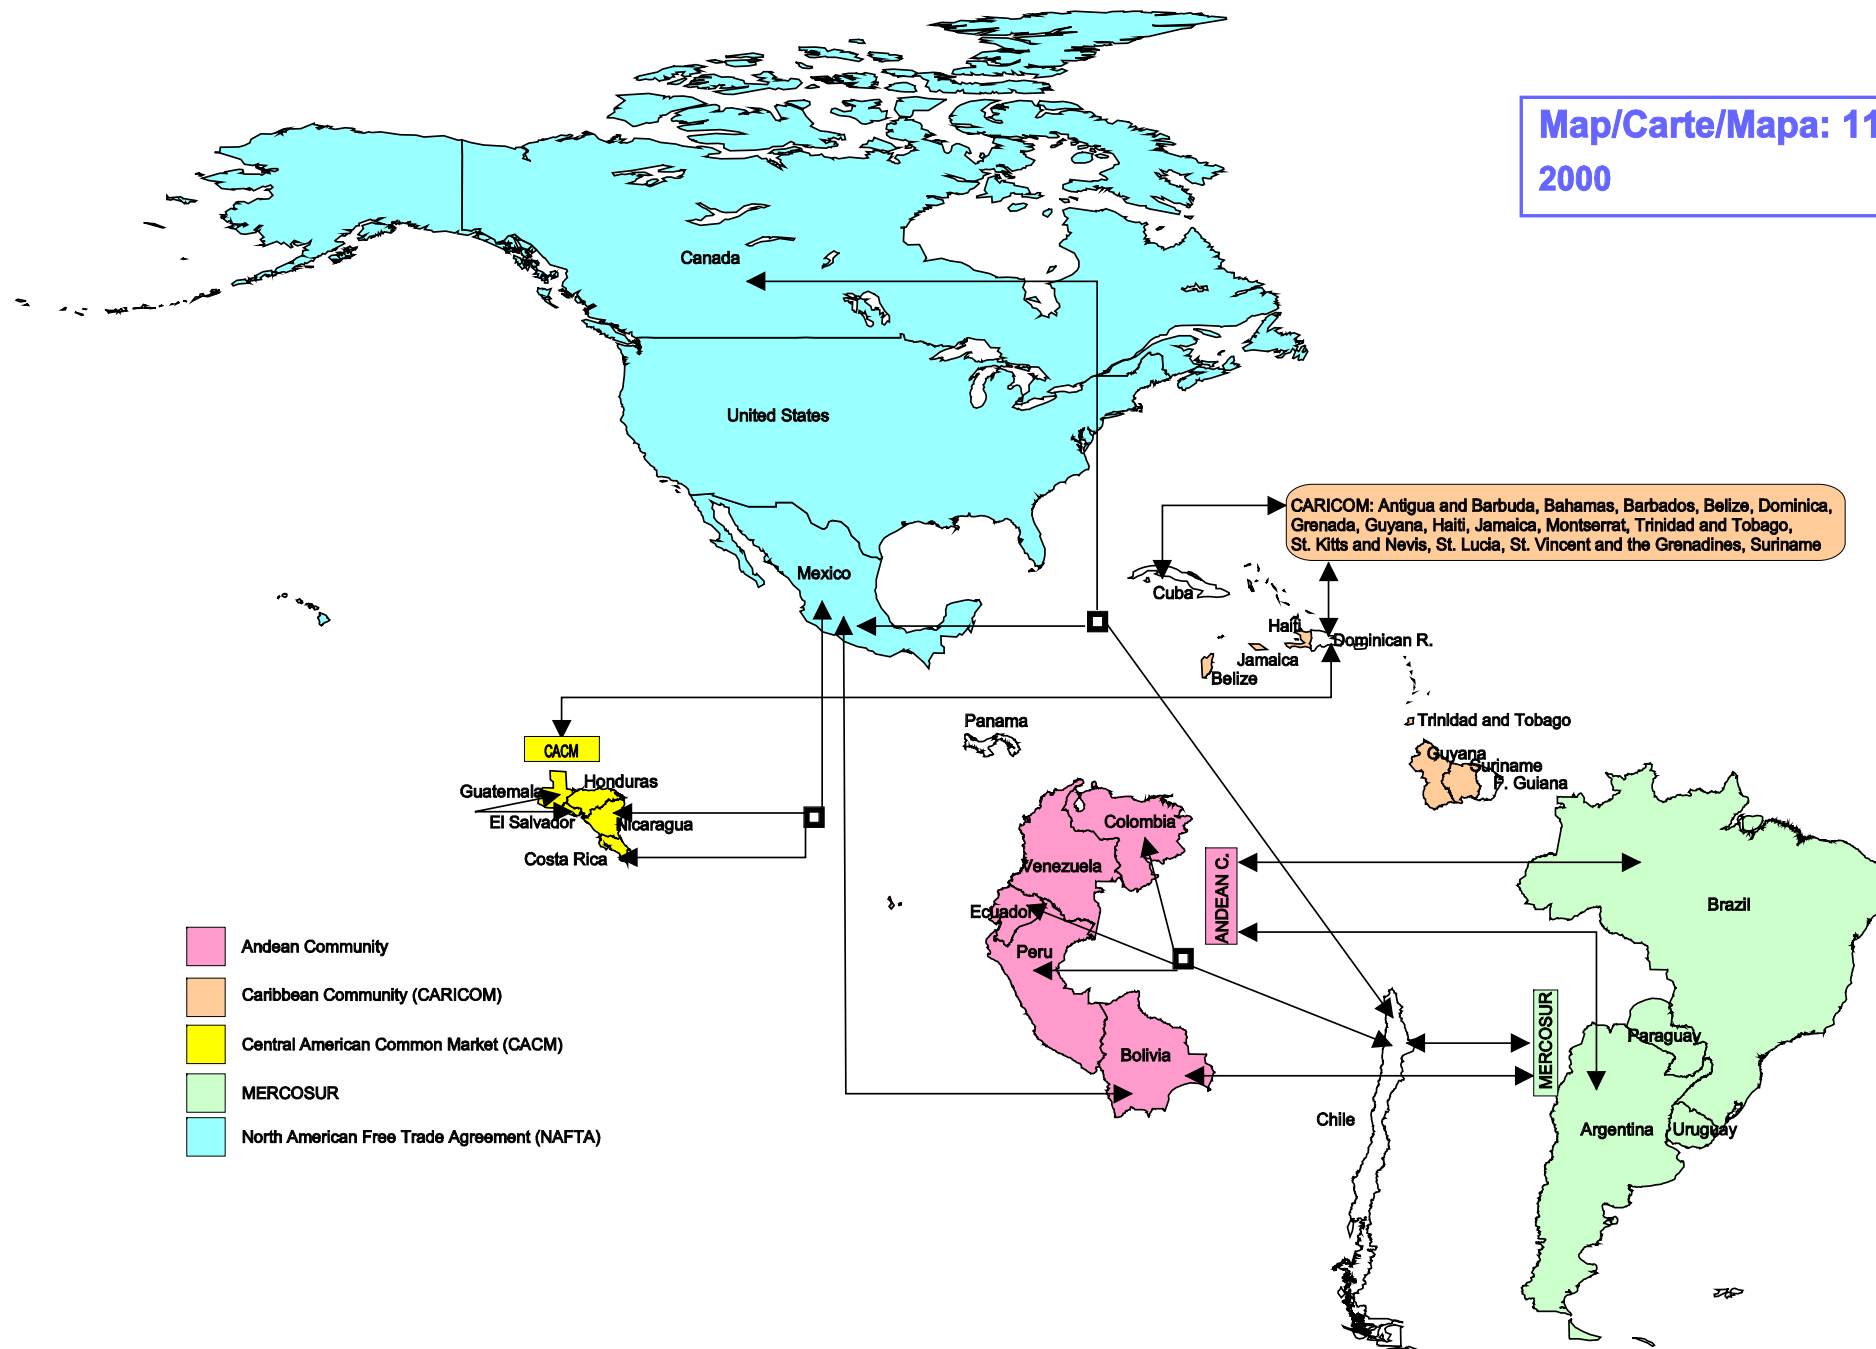 Map/Carte/Mapa: 11
2000
Canada
United States
CARICOM: Antigua and Barbuda, Bahamas, Barbados, Belize, Dominica,
Grenada, Guyana, Haiti, Jamaica, Montserrat, Trinidad and Tobago,
St. Kitts and Nevis, St. Lucia, St. Vincent and the Grenadines, Suriname
Mexico
Cuba
Haiti
Dominican R.
Jamaica
Belize
Panama
Trinidad and Tobago
CACM
Guyana
Suriname
F. Guiana
Honduras
Guatemala
El Salvador
Nicaragua
Costa Rica
Colombia
Venezuela
ANDEAN C.
Brazil
Ecuador
Peru
Andean Community
Caribbean Community (CARICOM)
Central American Common Market (CACM)
MERCOSUR
North American Free Trade Agreement (NAFTA)
Bolivia
MERCOSUR
Paraguay
Chile
Argentina
Uruguay